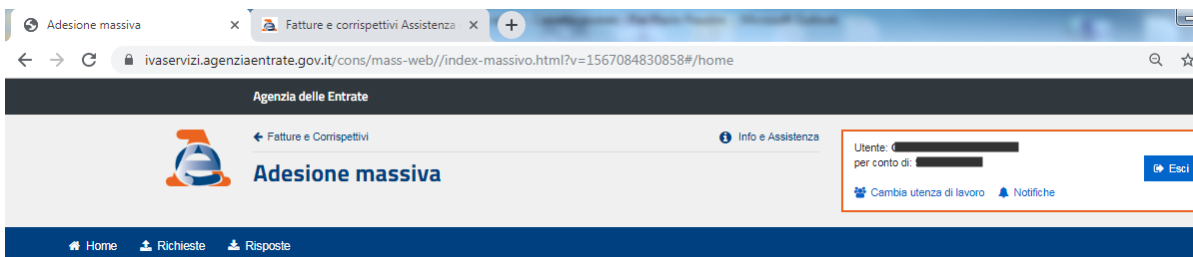 Adesione massiva
Fatture e corrispettivi Assistenza
ivaservizi.agenziaentrate.gov.it/cons/mass-web//index-massivo.html?v=1567084830858#/home
Agenzia delle Entrate
Fatture e Corrispettivi
Info e Assistenza
Adesione massiva
Utente:
per conto di:
Esci
Cambia utenza di lavoro Notifiche
Home Richieste Risposte